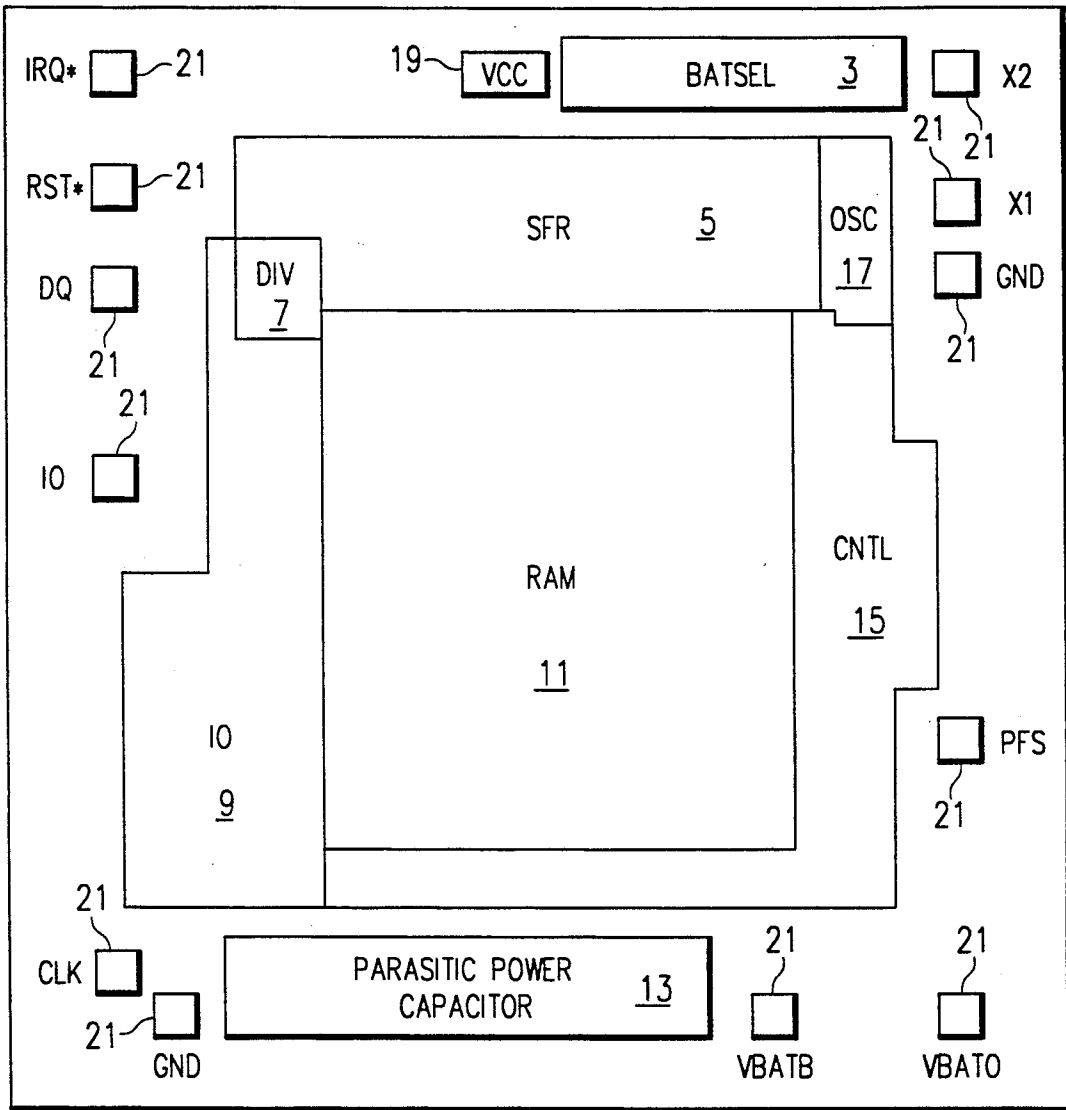 IRQ* 21 19 VCC BATSEL 3 X2
21
RST* 21 21 X1
SFR 5 OSC
17
DQ DIV GND
7
21 21
21
IO
CNTL
RAM 15
11
IO PFS
9 21
21 21 21
CLK PARASITIC POWER
CAPACITOR 13
21
GND VBATB VBATO